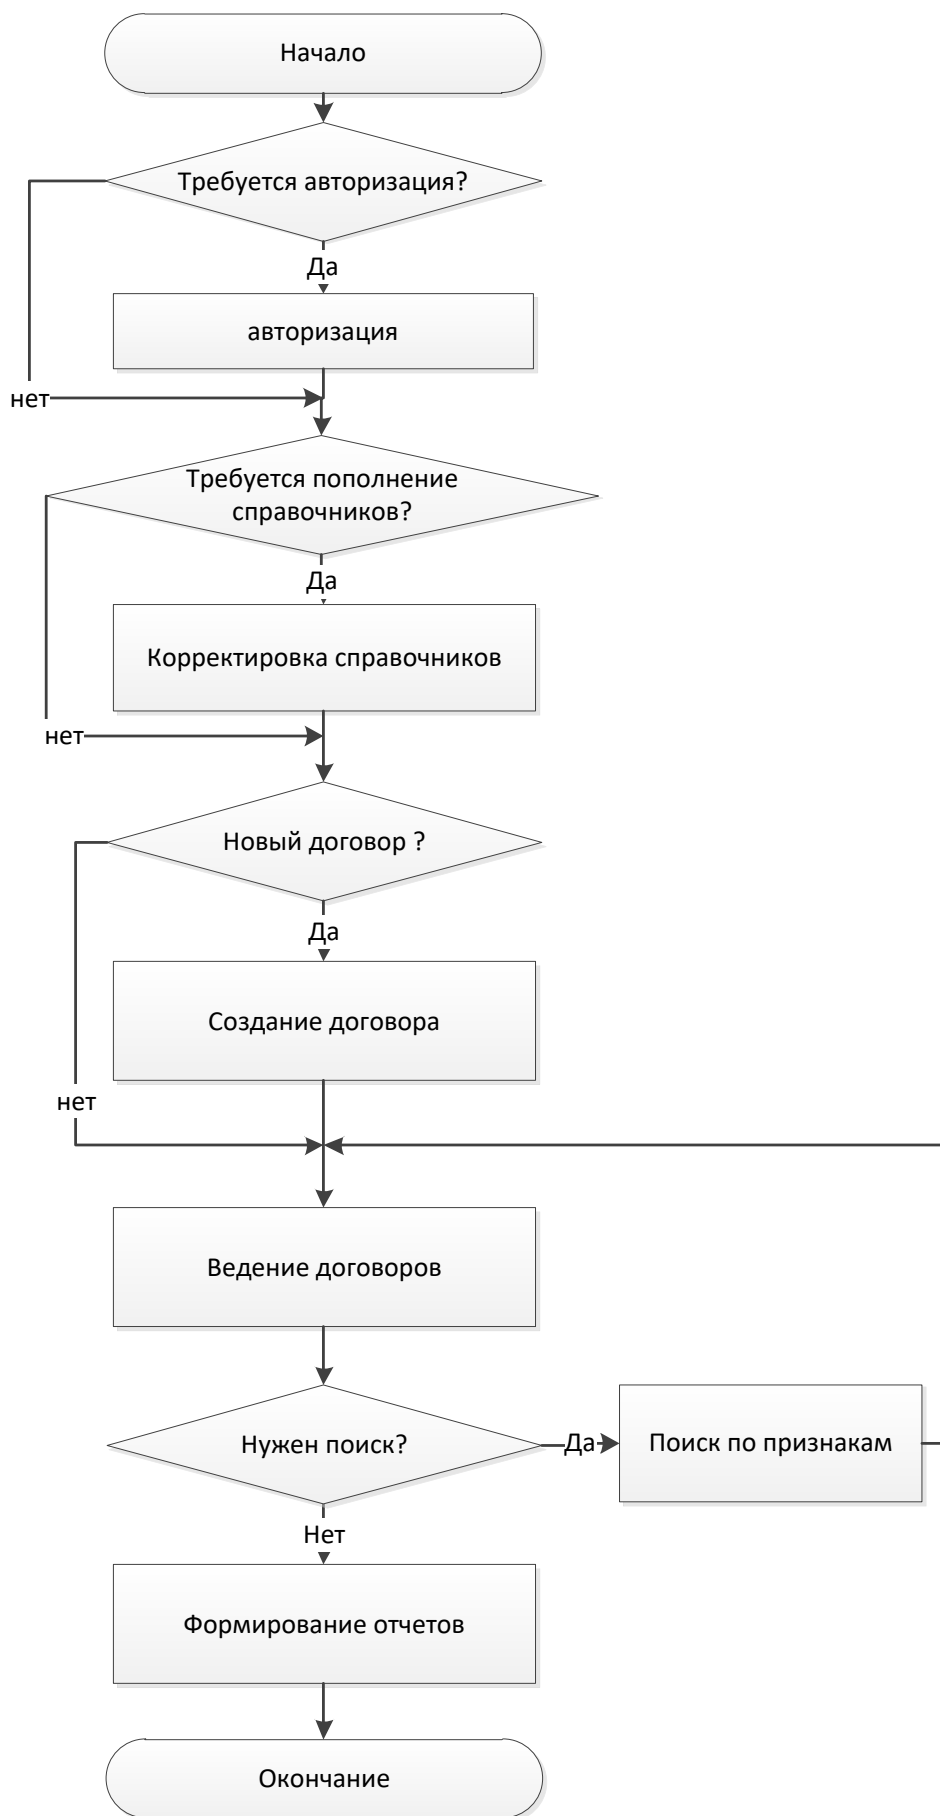 Начало
Требуется авторизация?
Да
авторизация
нет
Требуется пополнение
справочников?
Да
Корректировка справочников
нет
Новый договор ?
Да
Создание договора
нет
Ведение договоров
Нужен поиск?
Да
Поиск по признакам
Нет
Формирование отчетов
Окончание